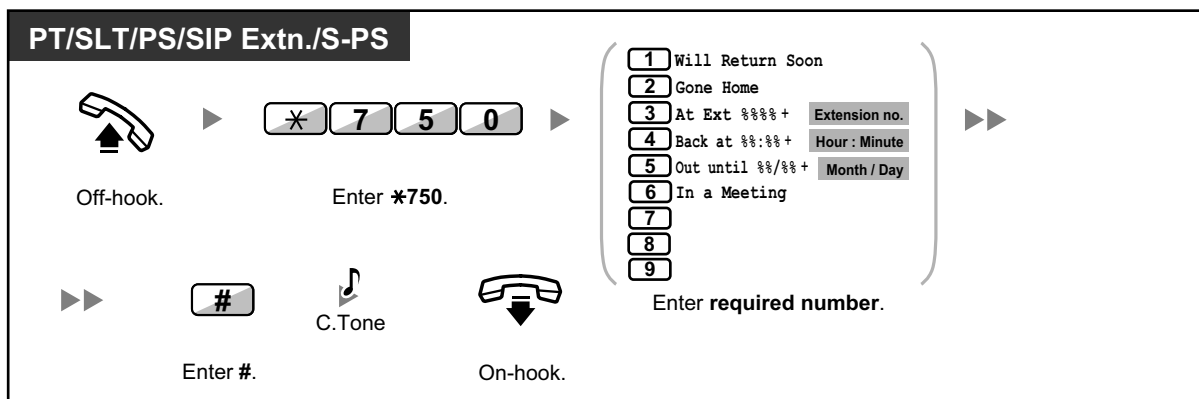 PT/SLT/PS/SIP Extn./S-PS
Off-hook.
* 7 5 0
Enter *750.
1 Will Return Soon
2 Gone Home
3 At Ext %%%% + Extension no.
4 Back at %%:%% + Hour : Minute
5 Out until %%/%% + Month / Day
6 In a Meeting
7
8
9
Enter required number.
#
Enter #.
C.Tone
On-hook.